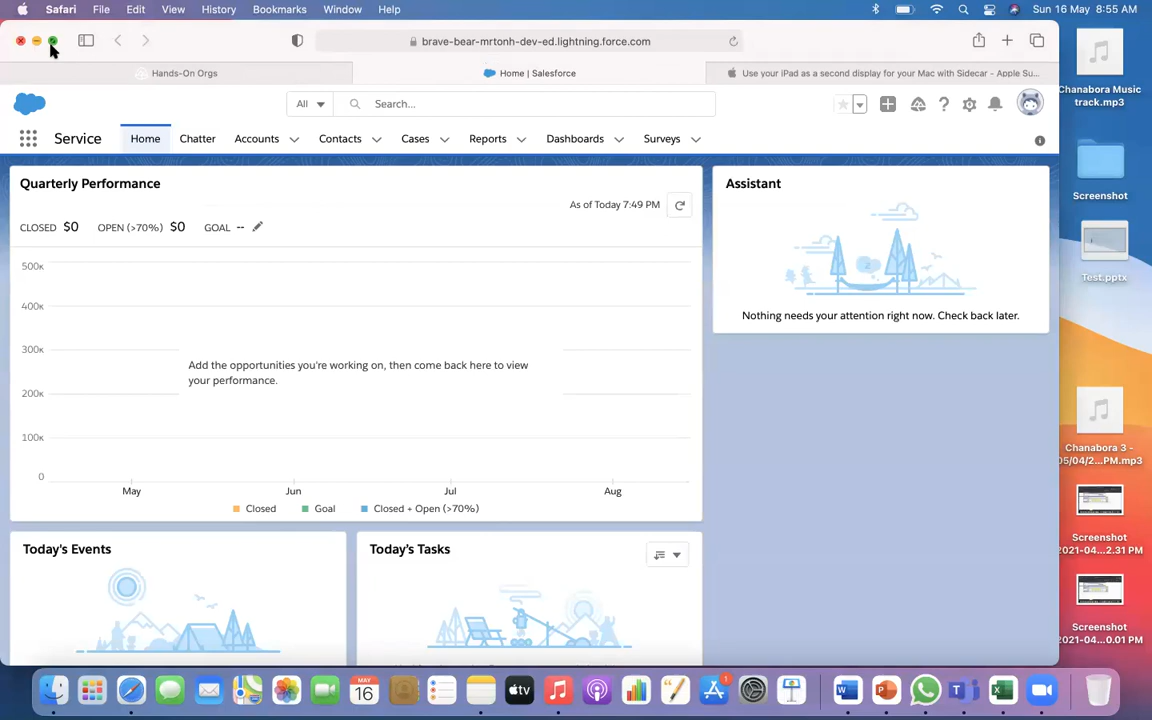 Safari File Edit View History Bookmarks Window Help Sun 16 May 8:55 AM
brave-bear-mrtonh-dev-ed.lightning.force.com
Hands-On Orgs
Home | Salesforce
Use your iPad as a second display for your Mac with Sidecar - Apple Su...
All
Search...
Service
Home Chatter Accounts Contacts Cases Reports Dashboards Surveys
Quarterly Performance
As of Today 7:49 PM
CLOSED $0 OPEN (>70%) $0 GOAL --
500K
400K
300K
200K
100K
0
Add the opportunities you're working on, then come back here to view
your performance.
May Jun Jul Aug
Closed Goal Closed + Open (>70%)
Assistant
Nothing needs your attention right now. Check back later.
Today's Events
Today's Tasks
Chanabora Music
track.mp3
Screenshot
Test.pptx
Chanabora 3 -
05/04/2...PM.mp3
Screenshot
2021-04...2.31 PM
Screenshot
2021-04...0.01 PM
MAY
16
tv
1